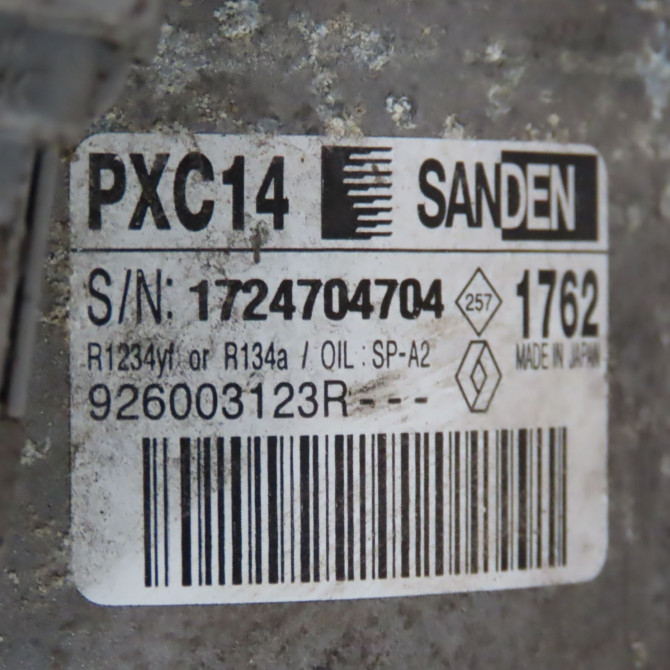 PXC14 SANDEN
S/N: 1724704704 257 1762
R1234yf or R134a / OIL : SP-A2 MADE IN JAPAN
926003123R---